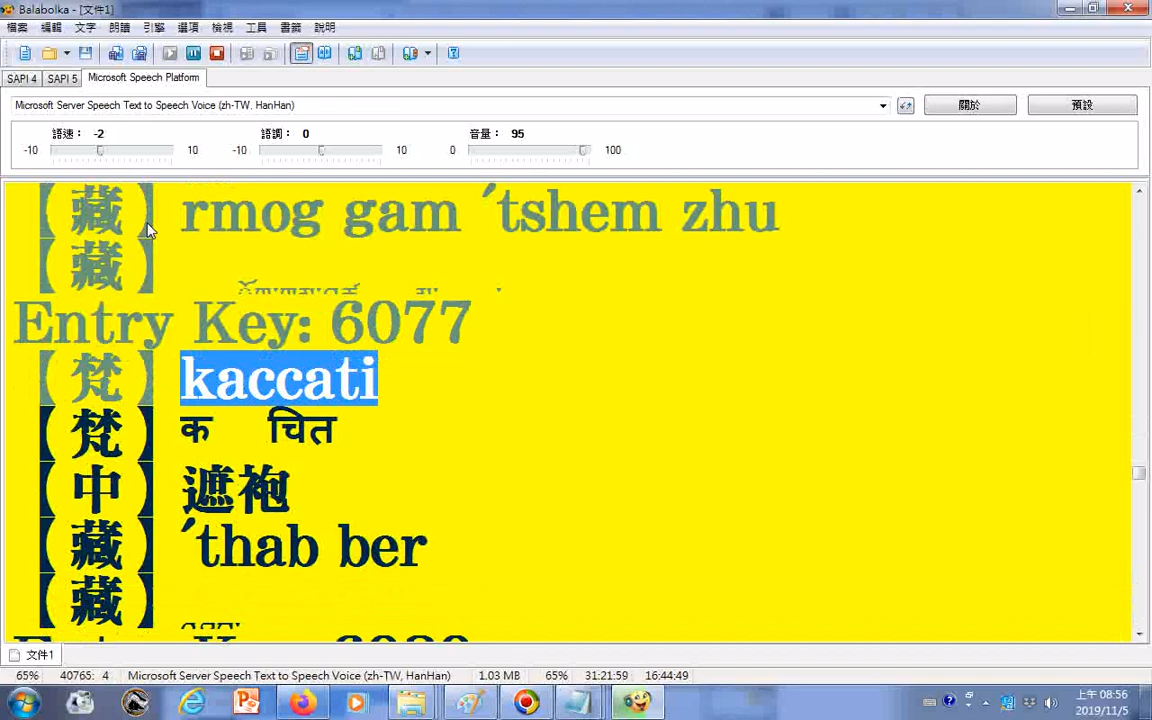 Balabolka - [文件1]
檔案 編輯 文字 朗讀 引擎 選項 檢視 工具 書籤 說明
SAPI 4 SAPI 5 Microsoft Speech Platform
Microsoft Server Speech Text to Speech Voice (zh-TW, HanHan) 關於 預設
語速： -2 語調： 0 音量： 95
-10 10 -10 10 0 100
【藏】 rmog gam ´tshem zhu
【藏】
Entry Key: 6077
【梵】 kaccati
【梵】 क चित
【中】 遮袍
【藏】 ´thab ber
【藏】
文件1
65% 40765: 4 Microsoft Server Speech Text to Speech Voice (zh-TW, HanHan) 1.03 MB 65% 31:21:59 16:44:49
上午 08:56
2019/11/5